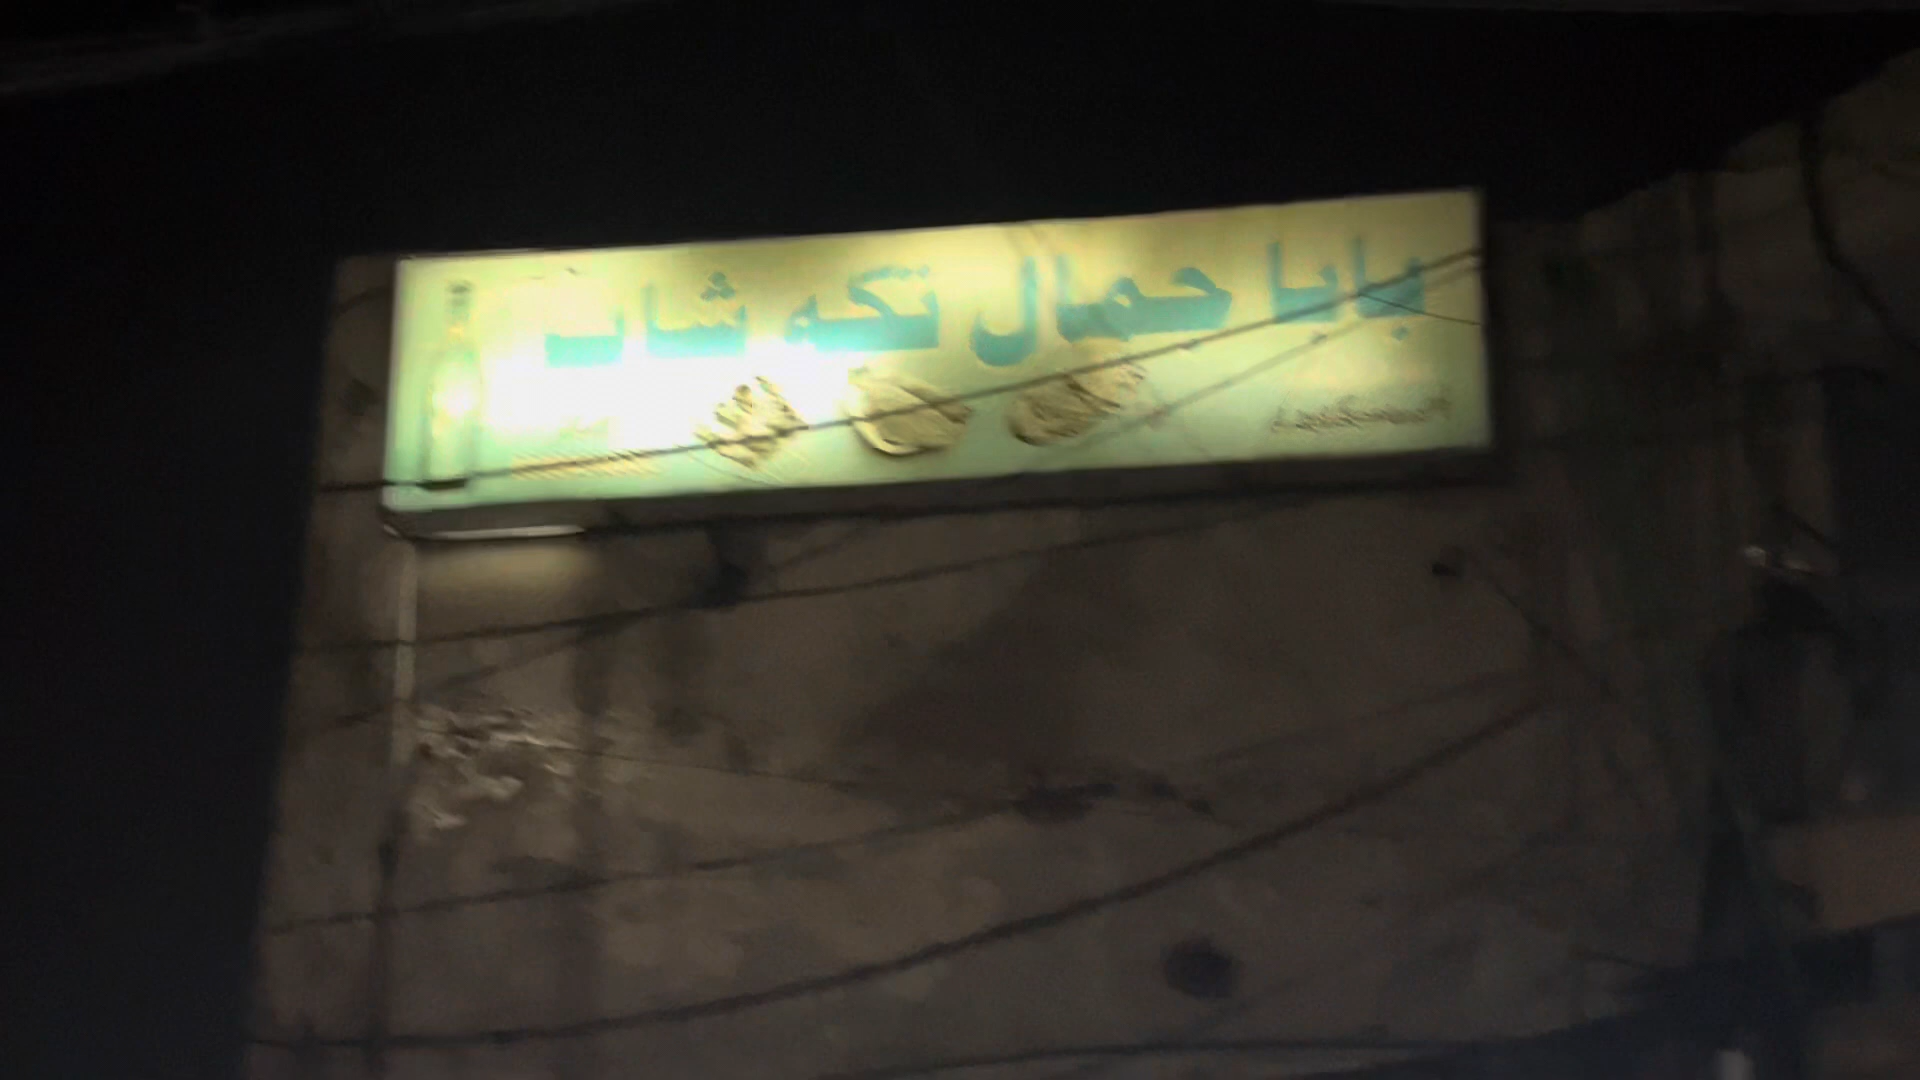 بابا جمال تکہ شاپ